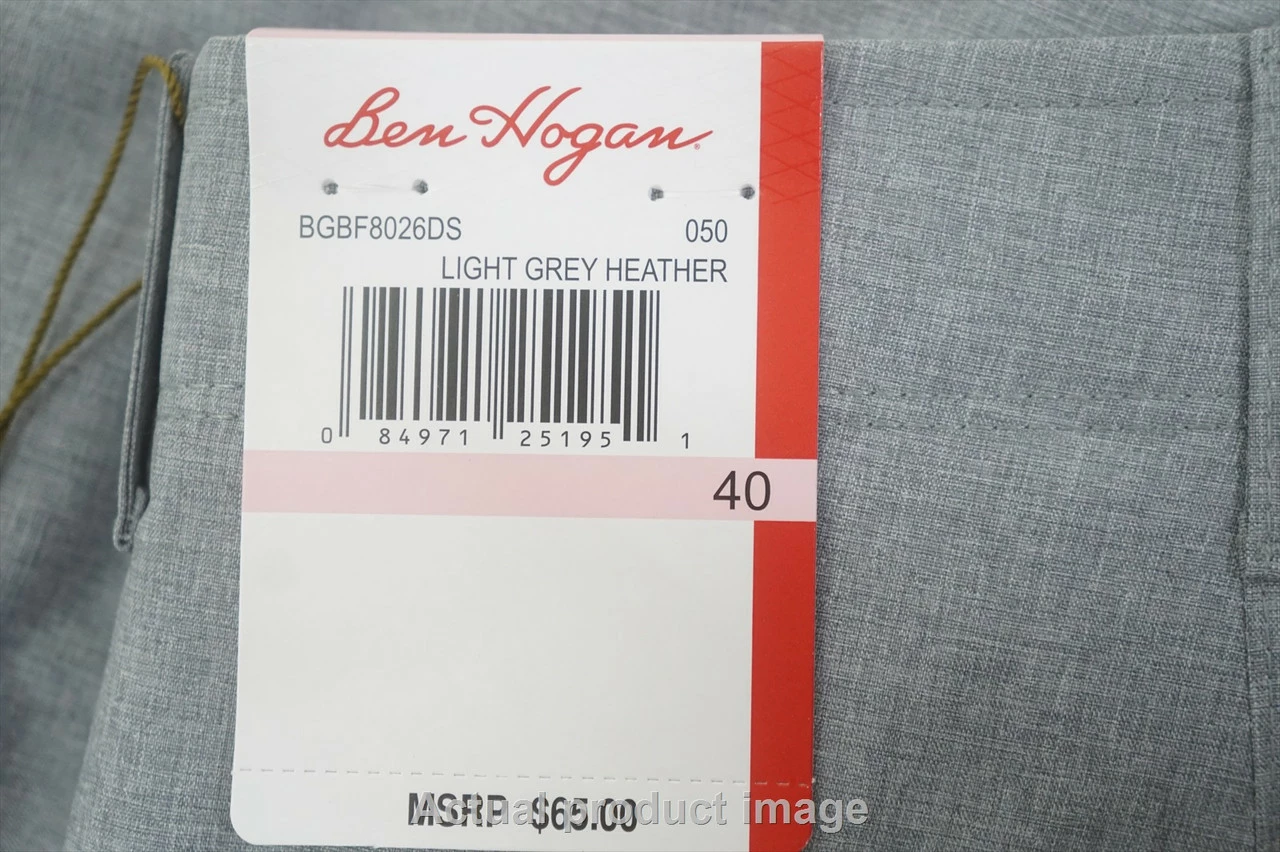 Ben Hogan
BGBF8026DS 050
LIGHT GREY HEATHER
0 84971 25195 1
40
MSRP $65.00
Actual product image